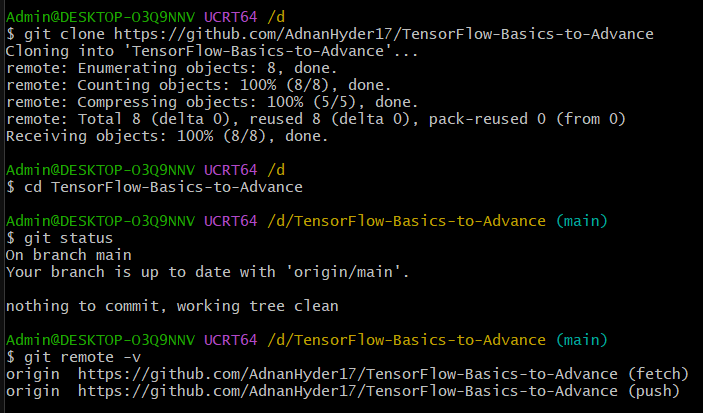 Admin@DESKTOP-O3Q9NNV UCRT64 /d
$ git clone https://github.com/AdnanHyder17/TensorFlow-Basics-to-Advance
Cloning into 'TensorFlow-Basics-to-Advance'...
remote: Enumerating objects: 8, done.
remote: Counting objects: 100% (8/8), done.
remote: Compressing objects: 100% (5/5), done.
remote: Total 8 (delta 0), reused 8 (delta 0), pack-reused 0 (from 0)
Receiving objects: 100% (8/8), done.
Admin@DESKTOP-O3Q9NNV UCRT64 /d
$ cd TensorFlow-Basics-to-Advance
Admin@DESKTOP-O3Q9NNV UCRT64 /d/TensorFlow-Basics-to-Advance (main)
$ git status
On branch main
Your branch is up to date with 'origin/main'.
nothing to commit, working tree clean
Admin@DESKTOP-O3Q9NNV UCRT64 /d/TensorFlow-Basics-to-Advance (main)
$ git remote -v
origin  https://github.com/AdnanHyder17/TensorFlow-Basics-to-Advance (fetch)
origin  https://github.com/AdnanHyder17/TensorFlow-Basics-to-Advance (push)